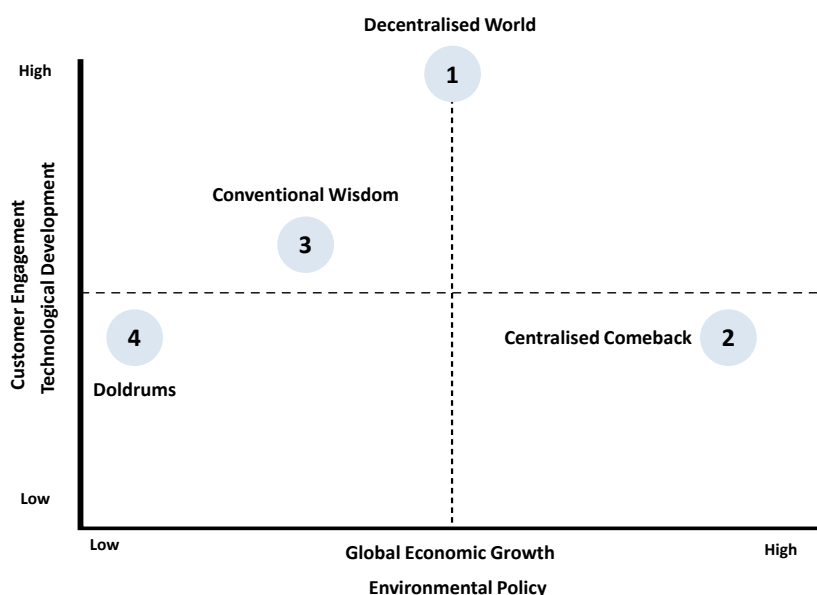 Decentralised World
High
1
Conventional Wisdom
3
Customer Engagement
Technological Development
4
Centralised Comeback 2
Doldrums
Low
Low
Global Economic Growth
High
Environmental Policy